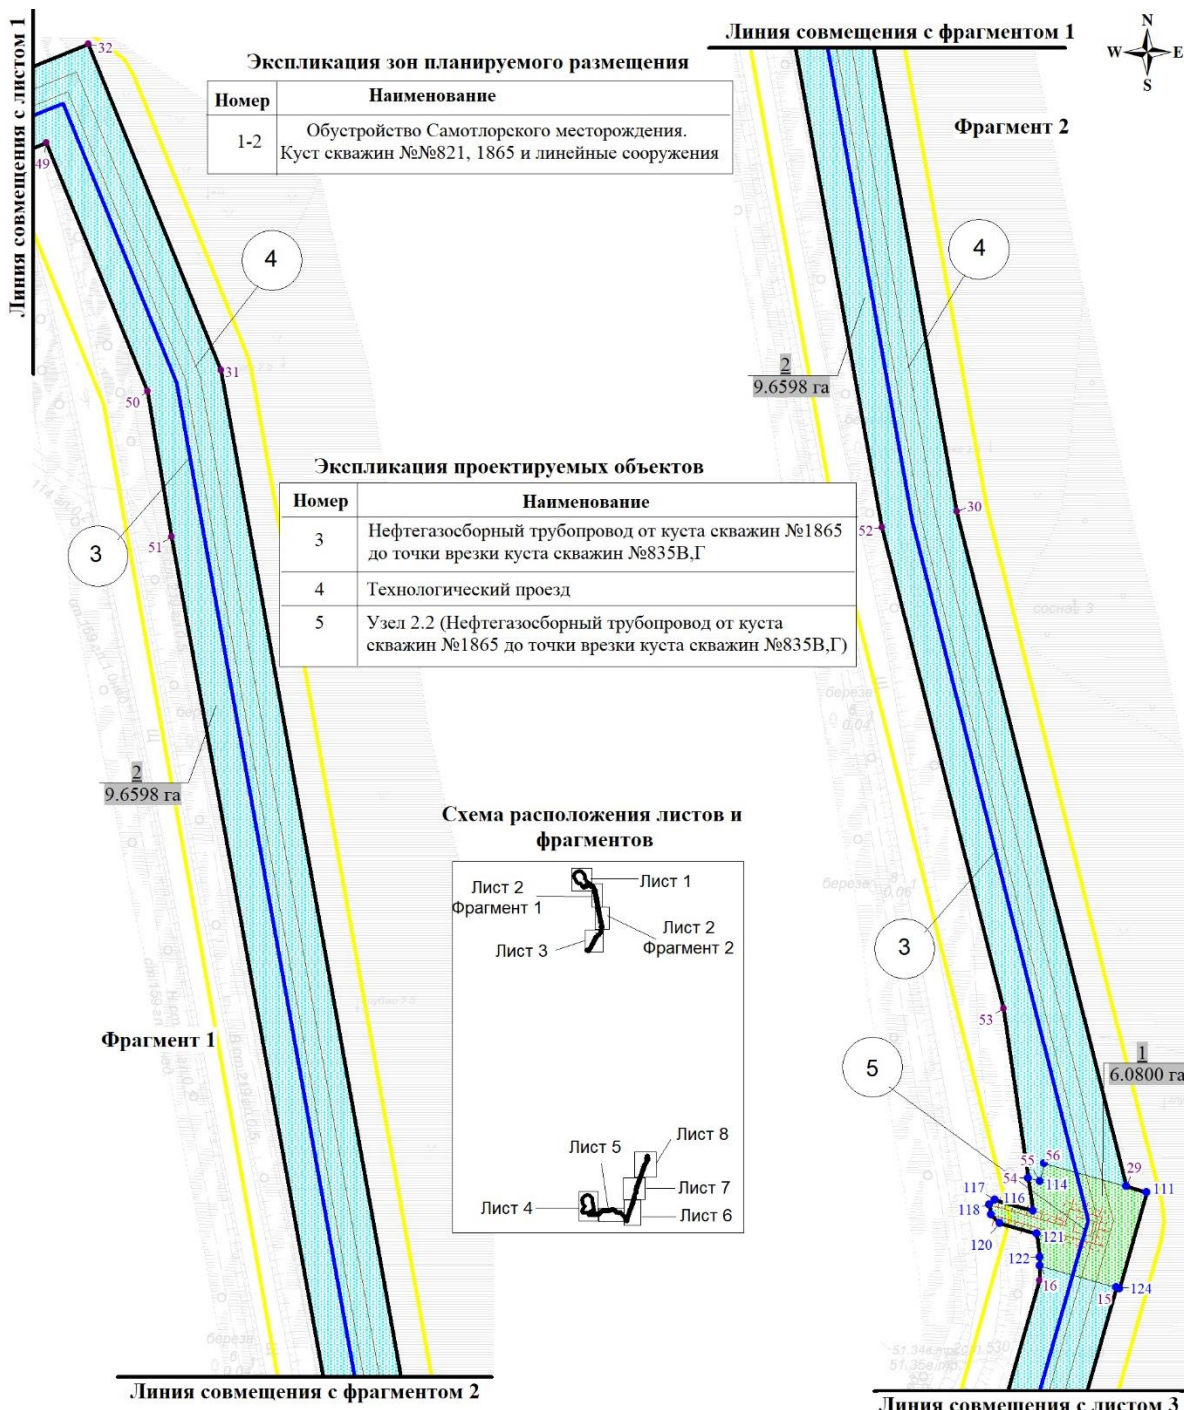 Линия совмещения с листом 1
32
Экспликация зон планируемого размещения
Номер
Наименование
1-2
Обустройство Самотлорского месторождения.
Куст скважин №№821, 1865 и линейные сооружения
49
4
31
50
51
3
Экспликация проектируемых объектов
Номер
Наименование
3
Нефтегазосборный трубопровод от куста скважин №1865
до точки врезки куста скважин №835В,Г
4
Технологический проезд
5
Узел 2.2 (Нефтегазосборный трубопровод от куста
скважин №1865 до точки врезки куста скважин №835В,Г)
2
9.6598 га
Фрагмент 1
Схема расположения листов и
фрагментов
Лист 1
Лист 2
Фрагмент 1
Лист 2
Фрагмент 2
Лист 3
Лист 5
Лист 8
Лист 7
Лист 4
Лист 6
Линия совмещения с фрагментом 2
Линия совмещения с фрагментом 1
N
W
E
S
Фрагмент 2
4
2
9.6598 га
30
52
сосна 3
береза
береза
3
53
5
1
6.0800 га
56
55
54
114
29
111
117
116
118
120
121
122
16
15
124
Линия совмещения с листом 3